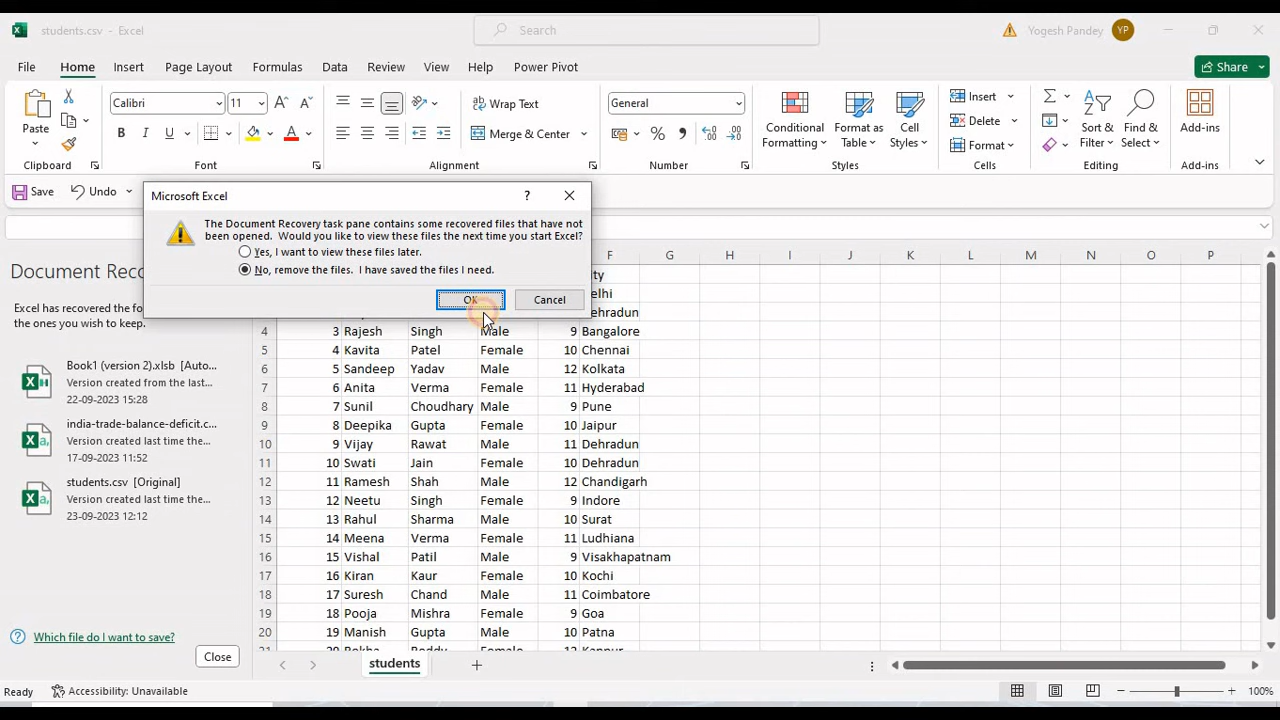 students.csv - Excel
Search
Yogesh Pandey
YP
File
Home
Insert
Page Layout
Formulas
Data
Review
View
Help
Power Pivot
Share
Paste
Clipboard
Calibri
11
B I U
Font
Wrap Text
Merge & Center
Alignment
General
Number
Conditional
Formatting
Format as
Table
Cell
Styles
Styles
Insert
Delete
Format
Cells
Sort &
Filter
Find &
Select
Editing
Add-ins
Add-ins
Save
Undo
Microsoft Excel
The Document Recovery task pane contains some recovered files that have not
been opened. Would you like to view these files the next time you start Excel?
Yes, I want to view these files later.
No, remove the files. I have saved the files I need.
OK
Cancel
Document Reco
Excel has recovered the fo
the ones you wish to keep.
Book1 (version 2).xlsb [Auto...
Version created from the last...
22-09-2023 15:28
india-trade-balance-deficit.c...
Version created last time the...
17-09-2023 11:52
students.csv [Original]
Version created last time the...
23-09-2023 12:12
Which file do I want to save?
Close
F G H I J K L M N O P
4 3 Rajesh Singh Male 9 Bangalore
5 4 Kavita Patel Female 10 Chennai
6 5 Sandeep Yadav Male 12 Kolkata
7 6 Anita Verma Female 11 Hyderabad
8 7 Sunil Choudhary Male 9 Pune
9 8 Deepika Gupta Female 10 Jaipur
10 9 Vijay Rawat Male 11 Dehradun
11 10 Swati Jain Female 10 Dehradun
12 11 Ramesh Shah Male 12 Chandigarh
13 12 Neetu Singh Female 9 Indore
14 13 Rahul Sharma Male 10 Surat
15 14 Meena Verma Female 11 Ludhiana
16 15 Vishal Patil Male 9 Visakhapatnam
17 16 Kiran Kaur Female 10 Kochi
18 17 Suresh Chand Male 11 Coimbatore
19 18 Pooja Mishra Female 9 Goa
20 19 Manish Gupta Male 10 Patna
students
Ready
Accessibility: Unavailable
100%